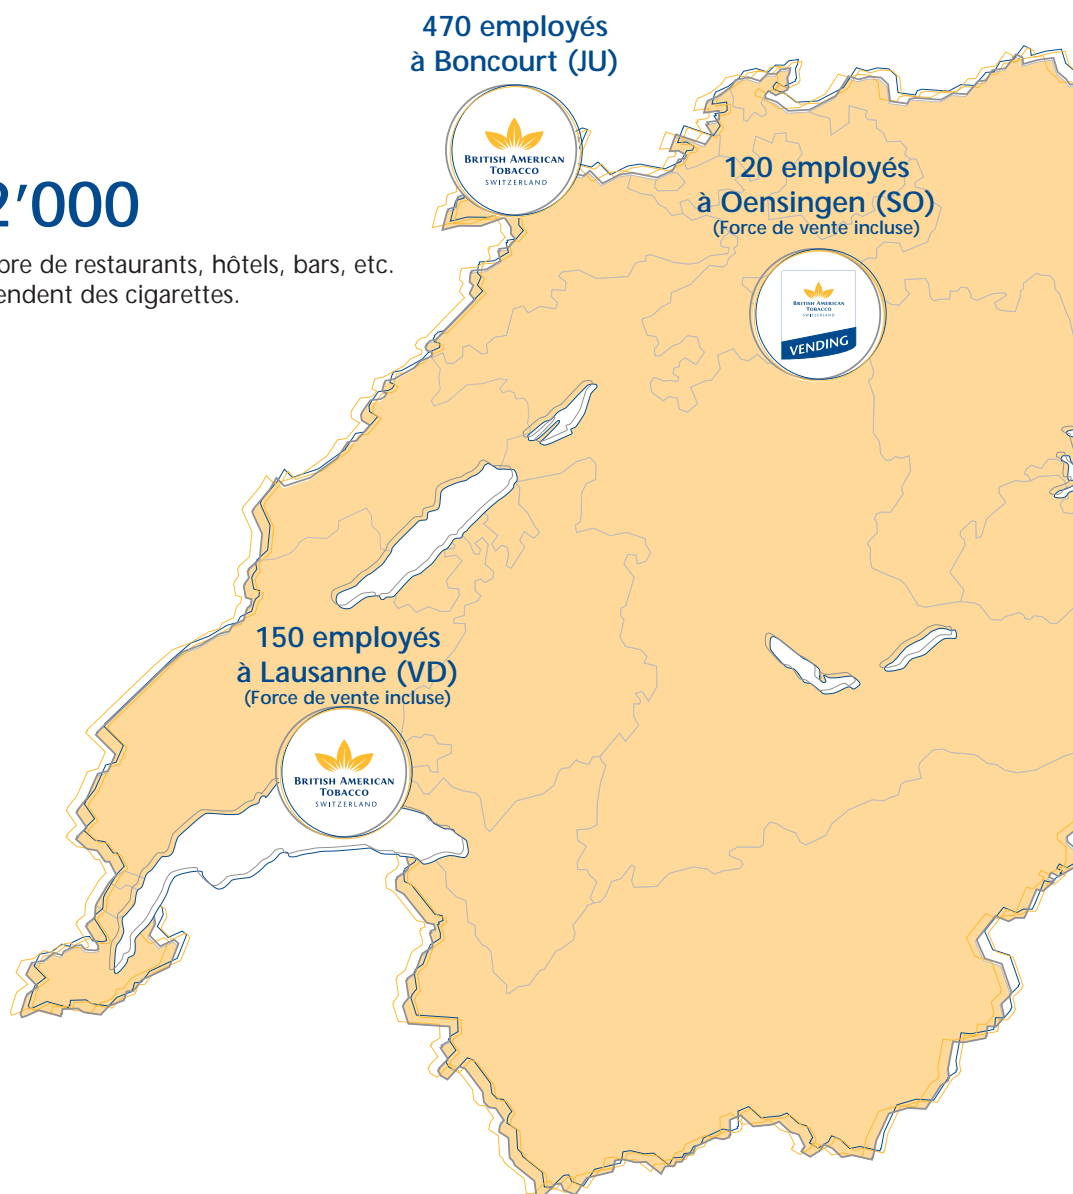 470 employés
à Boncourt (JU)
BRITISH AMERICAN
TOBACCO
SWITZERLAND
120 employés
à Oensingen (SO)
(Force de vente incluse)
BRITISH AMERICAN
TOBACCO
SWITZERLAND
VENDING
2’000
bre de restaurants, hôtels, bars, etc.
endent des cigarettes.
150 employés
à Lausanne (VD)
(Force de vente incluse)
BRITISH AMERICAN
TOBACCO
SWITZERLAND